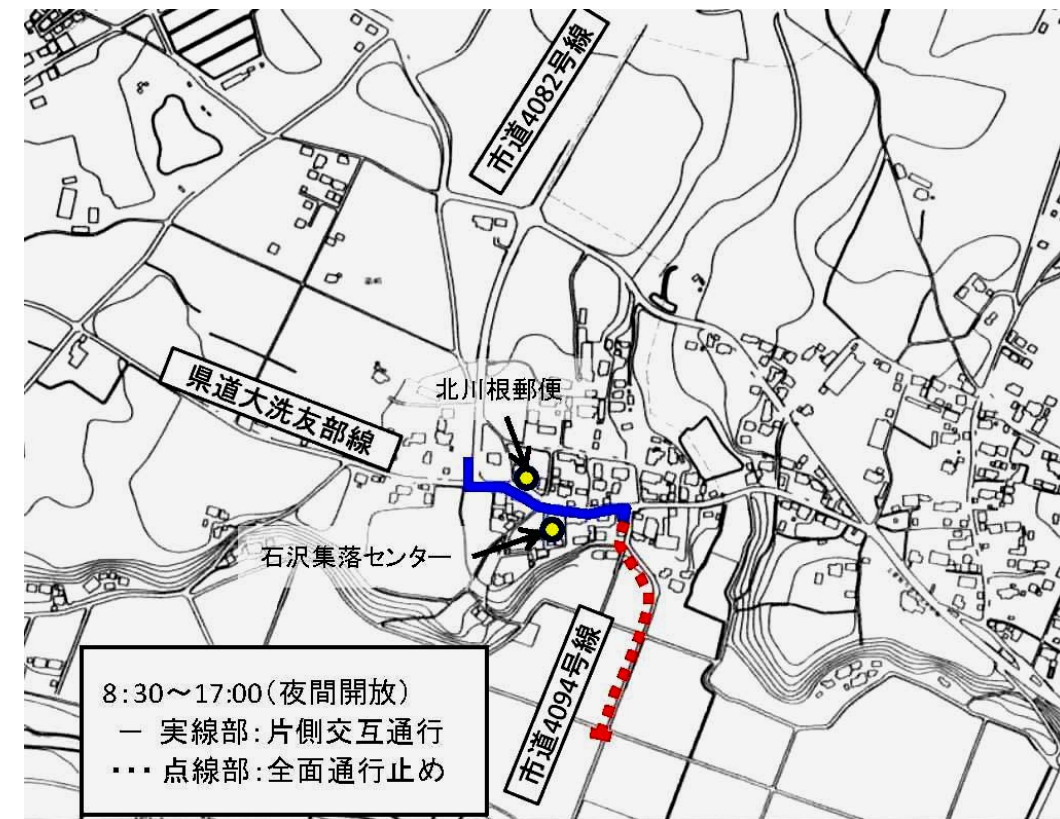 市道4082号線
県道大洗友部線
北川根郵便
石沢集落センター
市道4094号線
8:30～17:00(夜間開放)
― 実線部:片側交互通行
･･･ 点線部:全面通行止め